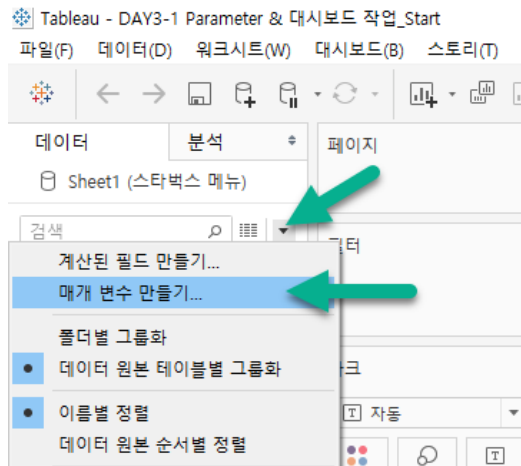 Tableau - DAY3-1 Parameter & 대시보드 작업_Start
파일(F) 데이터(D) 워크시트(W) 대시보드(B) 스토리(T)
데이터 분석 페이지
Sheet1 (스타벅스 메뉴)
검색
계산된 필드 만들기...
매개 변수 만들기...
폴더별 그룹화
데이터 원본 테이블별 그룹화
이름별 정렬
T 자동
데이터 원본 순서별 정렬
T